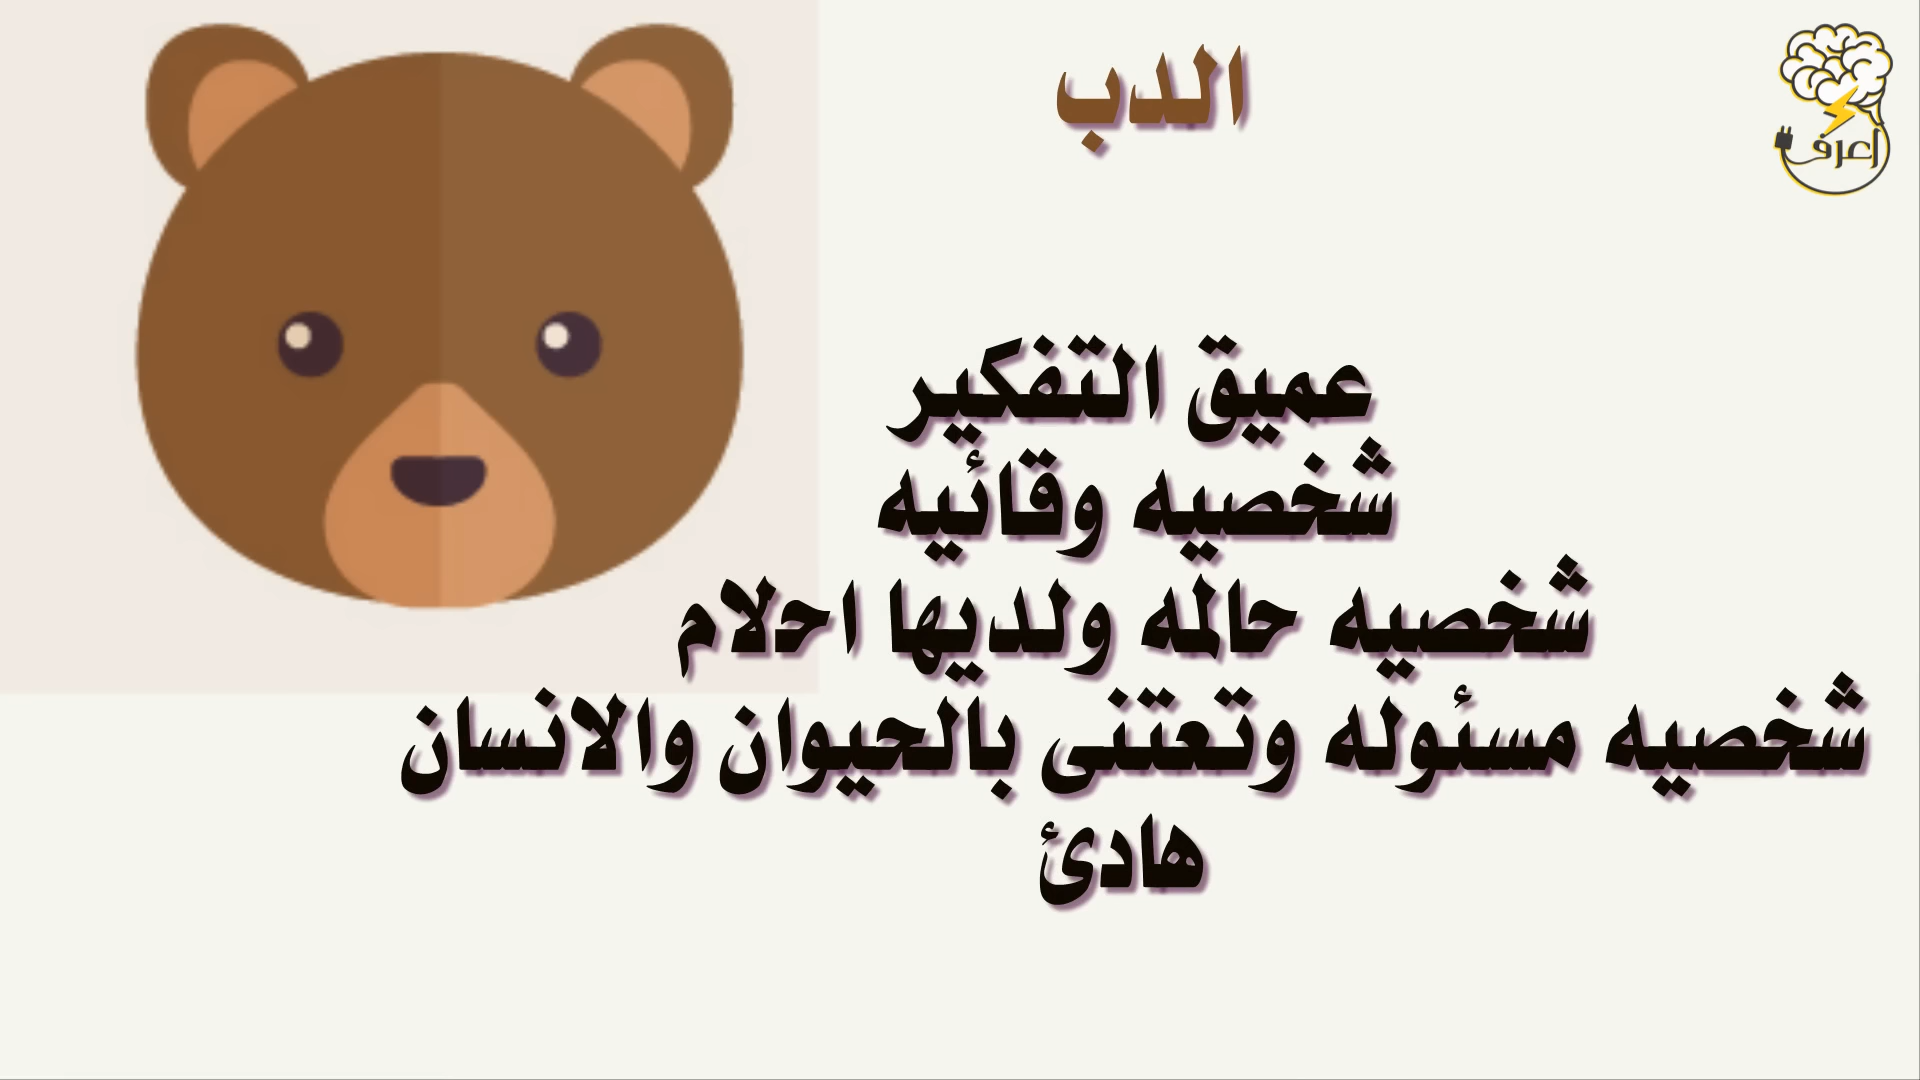 الدب
اعرف
عميق التفكير
شخصيه وقائيه
شخصيه حالمه ولديها احلام
شخصيه مسئوله وتعتنى بالحيوان والانسان
هادئ